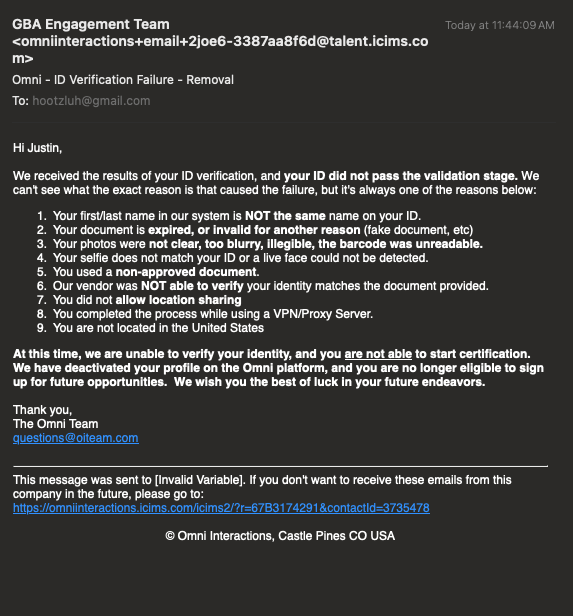 GBA Engagement Team
Today at 11:44:09 AM
<omniinteractions+email+2joe6-3387aa8f6d@talent.icims.co
m>
Omni - ID Verification Failure - Removal
To: hootzluh@gmail.com
Hi Justin,
We received the results of your ID verification, and your ID did not pass the validation stage. We
can't see what the exact reason is that caused the failure, but it's always one of the reasons below:
1. Your first/last name in our system is NOT the same name on your ID.
2. Your document is expired, or invalid for another reason (fake document, etc)
3. Your photos were not clear, too blurry, illegible, the barcode was unreadable.
4. Your selfie does not match your ID or a live face could not be detected.
5. You used a non-approved document.
6. Our vendor was NOT able to verify your identity matches the document provided.
7. You did not allow location sharing
8. You completed the process while using a VPN/Proxy Server.
9. You are not located in the United States
At this time, we are unable to verify your identity, and you are not able to start certification.
We have deactivated your profile on the Omni platform, and you are no longer eligible to sign
up for future opportunities. We wish you the best of luck in your future endeavors.
Thank you,
The Omni Team
questions@oiteam.com
This message was sent to [Invalid Variable]. If you don't want to receive these emails from this
company in the future, please go to:
https://omniinteractions.icims.com/icims2/?r=67B3174291&contactId=3735478
© Omni Interactions, Castle Pines CO USA